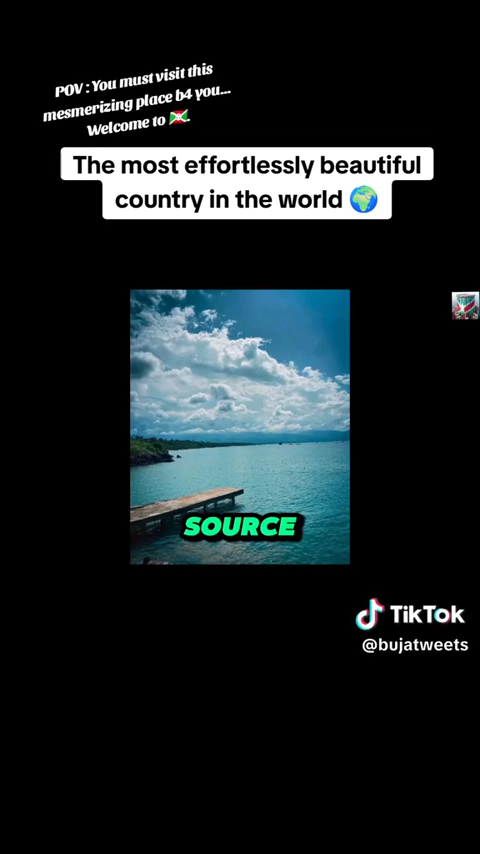 POV : You must visit this
mesmerizing place b4 you...
Welcome to 🇧🇮.
The most effortlessly beautiful
country in the world 🌍
SOURCE
TikTok
@bujatweets